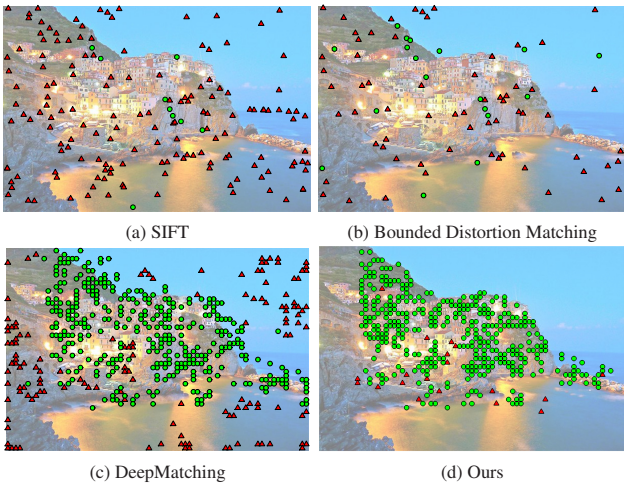 (a) SIFT
(b) Bounded Distortion Matching
(c) DeepMatching
(d) Ours